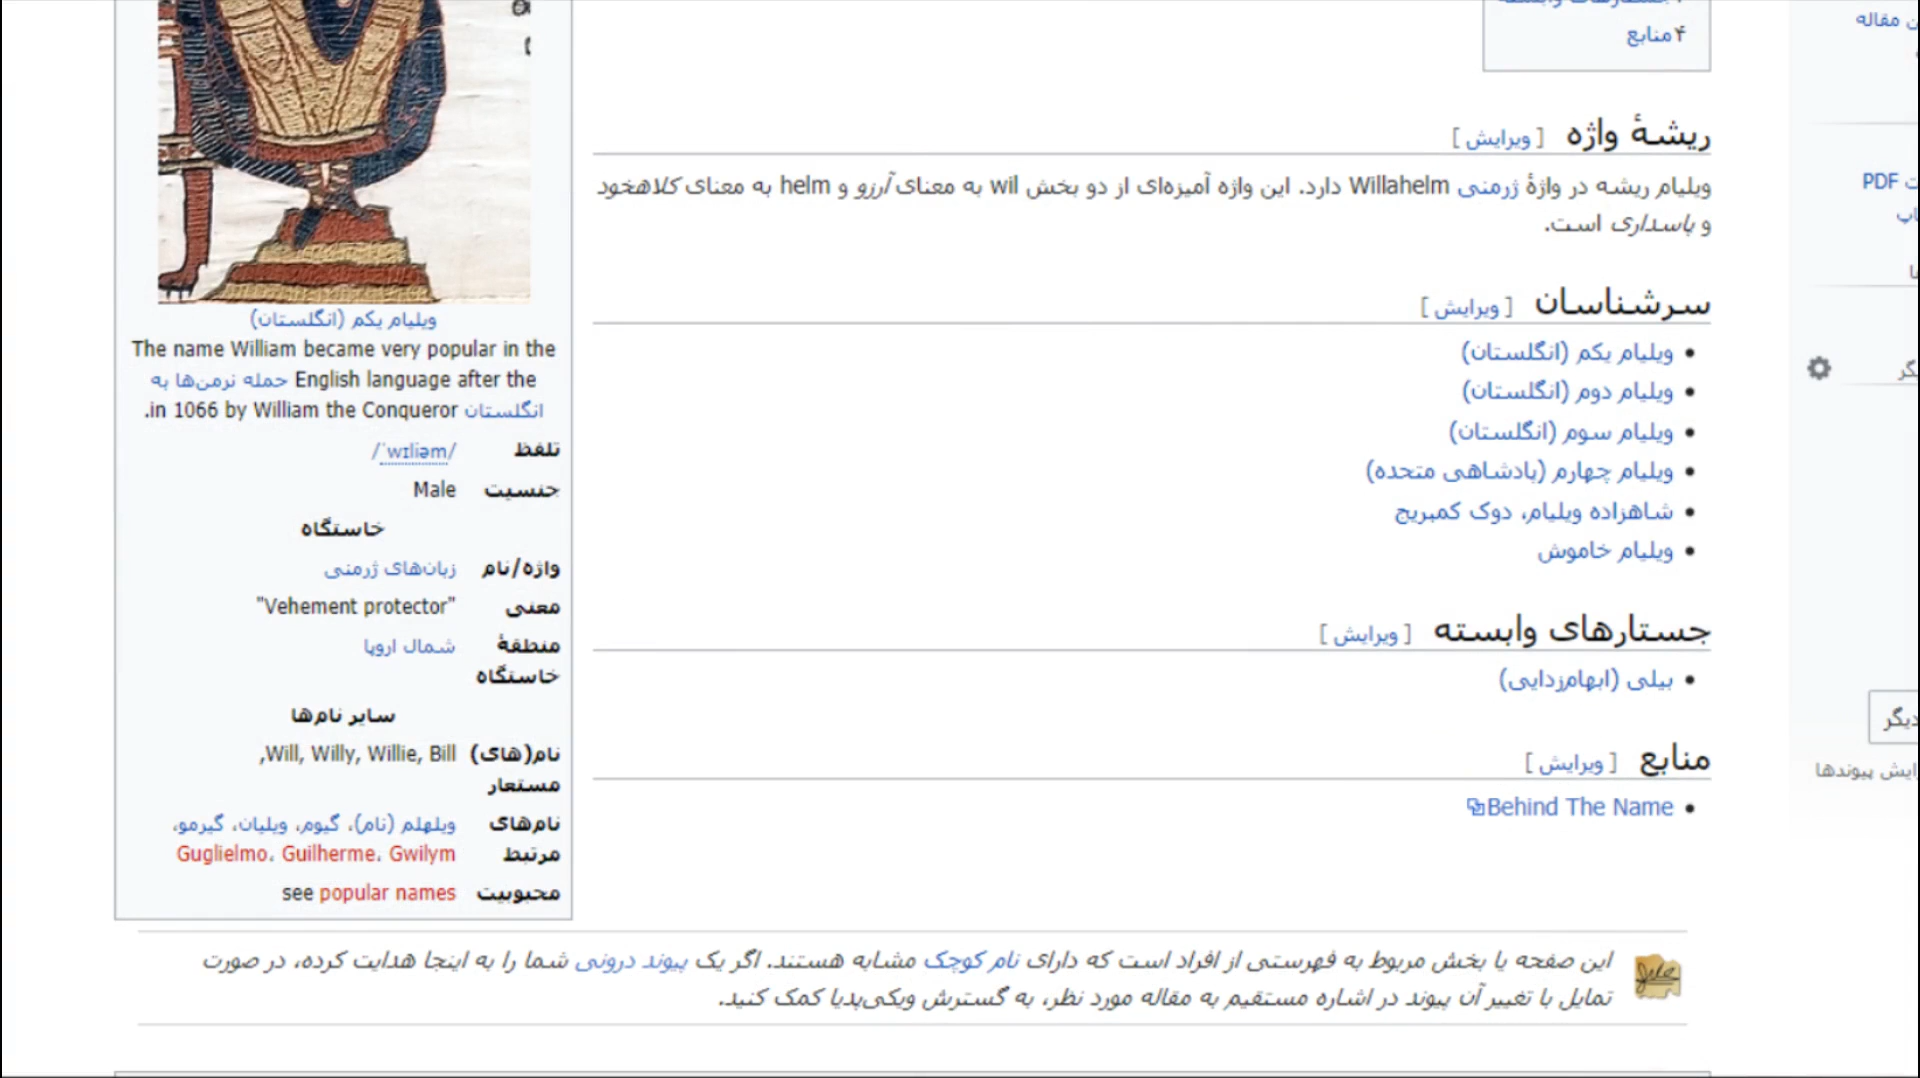 ۴ منابع
ریشهٔ واژه [ ویرایش ]
ویلیام ریشه در واژهٔ ژرمنی Willahelm دارد. این واژه آمیزه‌ای از دو بخش wil به معنای آرزو و helm به معنای کلاهخود
و پاسداری است.
سرشناسان [ ویرایش ]
ویلیام یکم (انگلستان)
ویلیام دوم (انگلستان)
ویلیام سوم (انگلستان)
ویلیام چهارم (پادشاهی متحده)
شاهزاده ویلیام، دوک کمبریج
ویلیام خاموش
جستارهای وابسته [ ویرایش ]
بیلی (ابهام‌زدایی)
منابع [ ویرایش ]
Behind The Name
ویلیام یکم (انگلستان)
The name William became very popular in the
English language after the حمله نرمن‌ها به
انگلستان in 1066 by William the Conqueror.
تلفظ /ˈwɪliəm/
جنسیت Male
خاستگاه
واژه/نام زبان‌های ژرمنی
معنی "Vehement protector"
منطقهٔ شمال اروپا
خاستگاه
سایر نام‌ها
نام(های) Will, Willy, Willie, Bill,
مستعار
نام‌های ویلهلم (نام)، گیوم، ویلیان، گیرمو،
مرتبط Gwilym، Guilherme، Guglielmo
محبوبیت see popular names
این صفحه یا بخش مربوط به فهرستی از افراد است که دارای نام کوچک مشابه هستند. اگر یک پیوند درونی شما را به اینجا هدایت کرده، در صورت
تمایل با تغییر آن پیوند در اشاره مستقیم به مقاله مورد نظر، به گسترش ویکی‌پدیا کمک کنید.
مقاله
PDF
دیگر
پیوندها